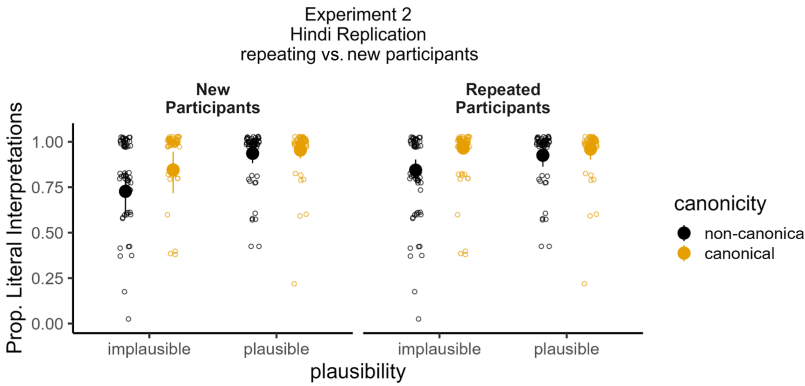 Experiment 2
Hindi Replication
repeating vs. new participants
New
Participants
Repeated
Participants
Prop. Literal Interpretations
1.00
0.75
0.50
0.25
0.00
implausible
plausible
implausible
plausible
plausibility
canonicity
non-canonica
canonical